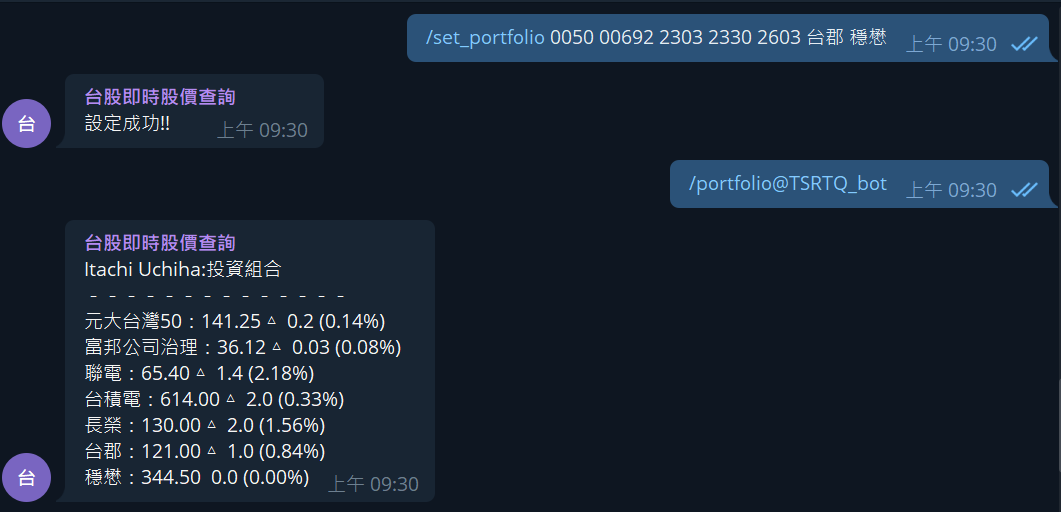 /set_portfolio 0050 00692 2303 2330 2603 台郡 穩懋 上午 09:30
台股即時股價查詢
台
設定成功!! 上午 09:30
/portfolio@TSRTQ_bot 上午 09:30
台股即時股價查詢
Itachi Uchiha:投資組合
- - - - - - - - - - - - - -
元大台灣50：141.25 ▵ 0.2 (0.14%)
富邦公司治理：36.12 ▵ 0.03 (0.08%)
聯電：65.40 ▵ 1.4 (2.18%)
台積電：614.00 ▵ 2.0 (0.33%)
長榮：130.00 ▵ 2.0 (1.56%)
台郡：121.00 ▵ 1.0 (0.84%)
台
穩懋：344.50 0.0 (0.00%) 上午 09:30